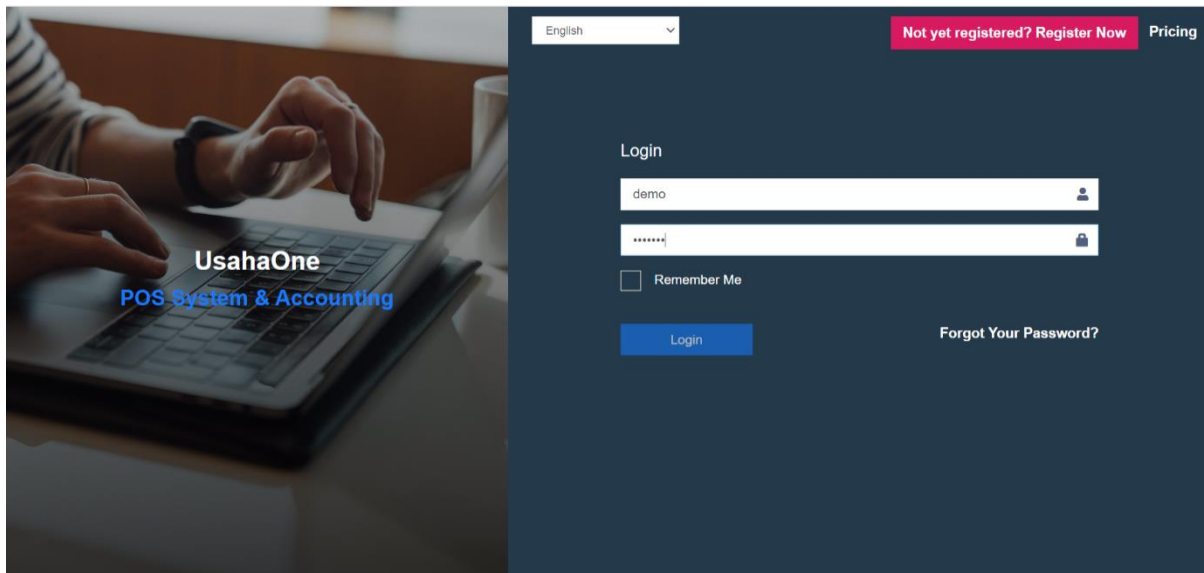 English
Not yet registered? Register Now
Pricing
UsahaOne
POS System & Accounting
Login
demo
•••••••
Remember Me
Login
Forgot Your Password?